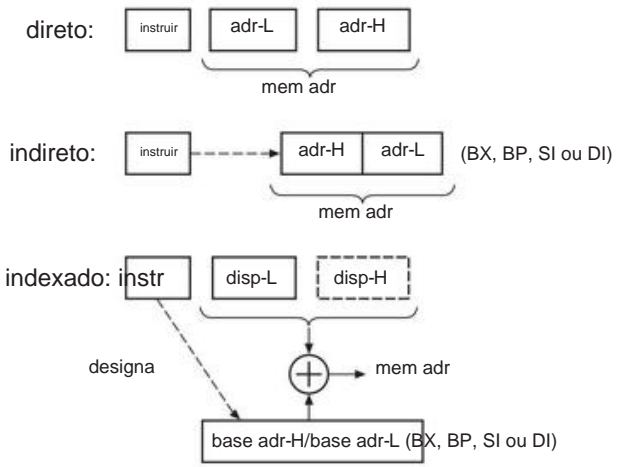 direto: instruir adr-L adr-H
mem adr
indireto: instruir adr-H adr-L (BX, BP, SI ou DI)
mem adr
indexado: instr disp-L disp-H
designa
mem adr
base adr-H/base adr-L (BX, BP, SI ou DI)